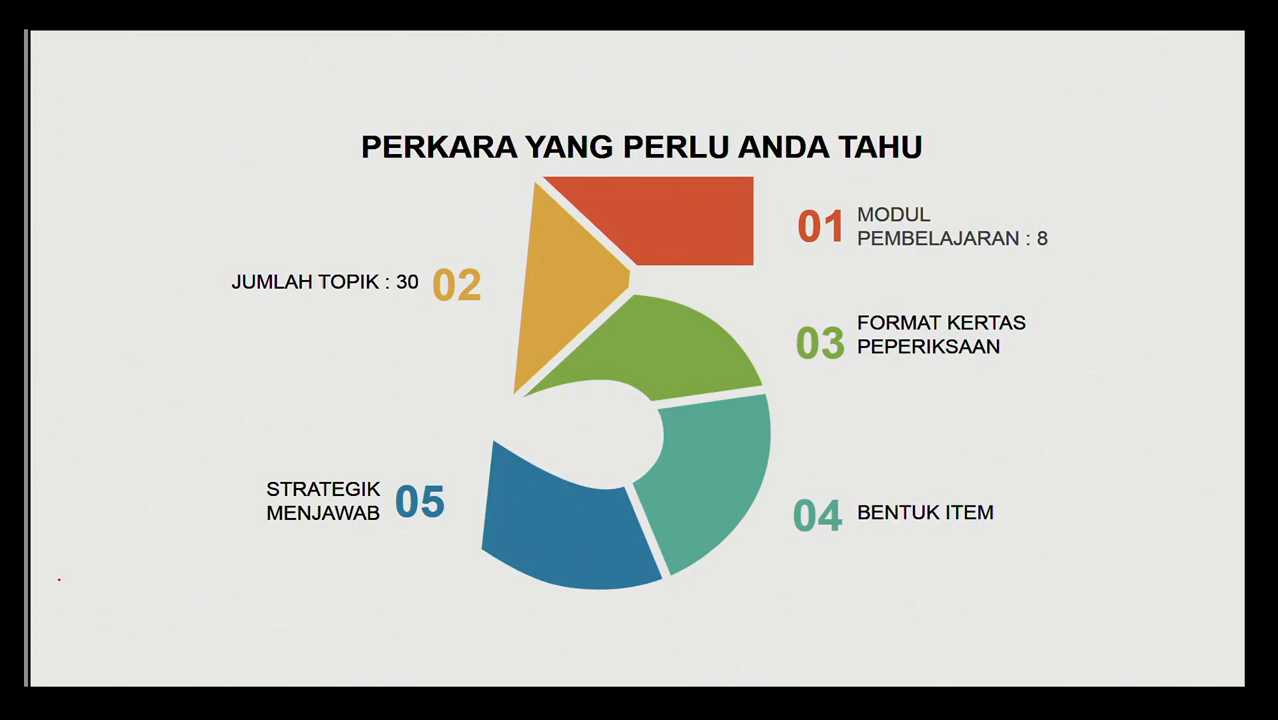 PERKARA YANG PERLU ANDA TAHU
01
MODUL
PEMBELAJARAN : 8
JUMLAH TOPIK : 30
02
03
FORMAT KERTAS
PEPERIKSAAN
STRATEGIK
MENJAWAB
05
04
BENTUK ITEM